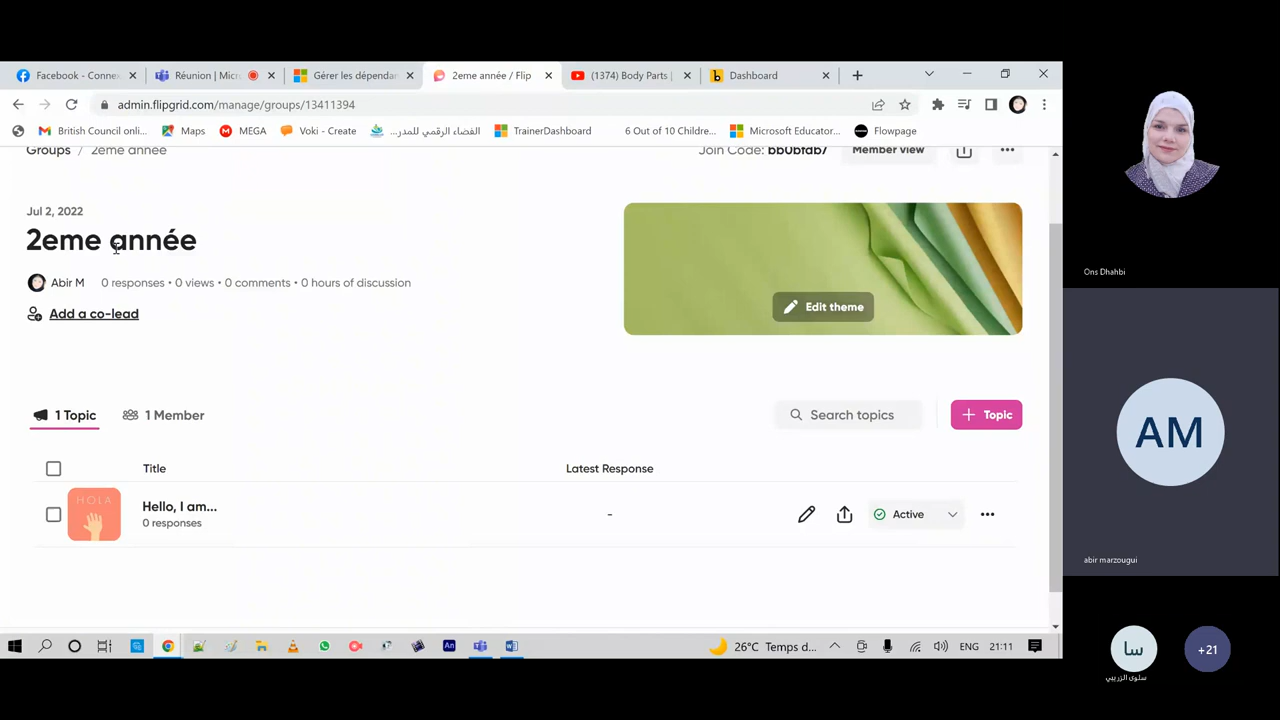 Facebook - Connex
Réunion | Micr
Gérer les dépendan
2eme année / Flip
(1374) Body Parts |
Dashboard
admin.flipgrid.com/manage/groups/13411394
British Council onli...
Maps
MEGA
Voki - Create
الفضاء الرقمي للمدر...
TrainerDashboard
6 Out of 10 Childre...
Microsoft Educator...
Flowpage
Groups / 2eme année
Join Code: bb0bfab7
Member view
Jul 2, 2022
2eme année
Abir M
0 responses • 0 views • 0 comments • 0 hours of discussion
Add a co-lead
Edit theme
1 Topic
1 Member
Search topics
+ Topic
Title
Latest Response
HOLA
Hello, I am...
0 responses
-
Active
26°C Temps d...
ENG
21:11
Ons Dhahbi
AM
abir marzougui
سا
سلوى الزريبي
+21